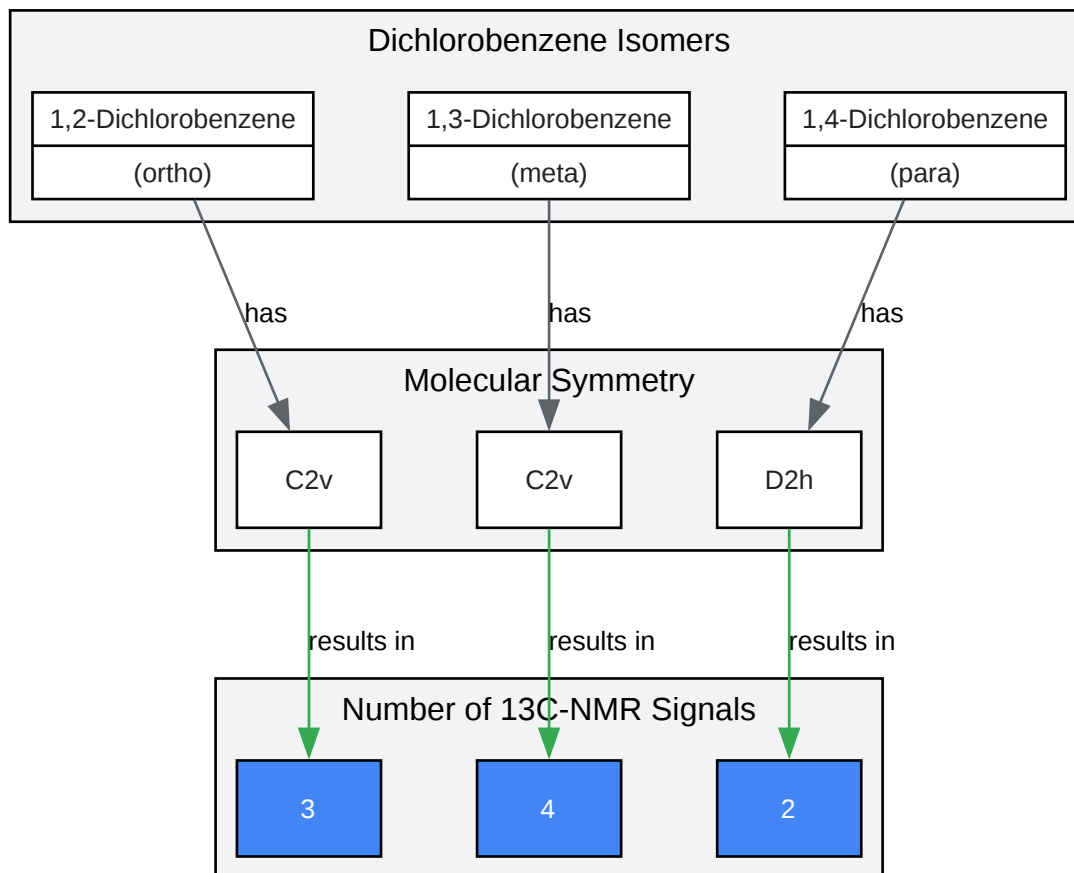 Dichlorobenzene Isomers
1,2-Dichlorobenzene
(ortho)
1,3-Dichlorobenzene
(meta)
1,4-Dichlorobenzene
(para)
has
has
has
Molecular Symmetry
C2v
C2v
D2h
results in
results in
results in
Number of 13C-NMR Signals
3
4
2